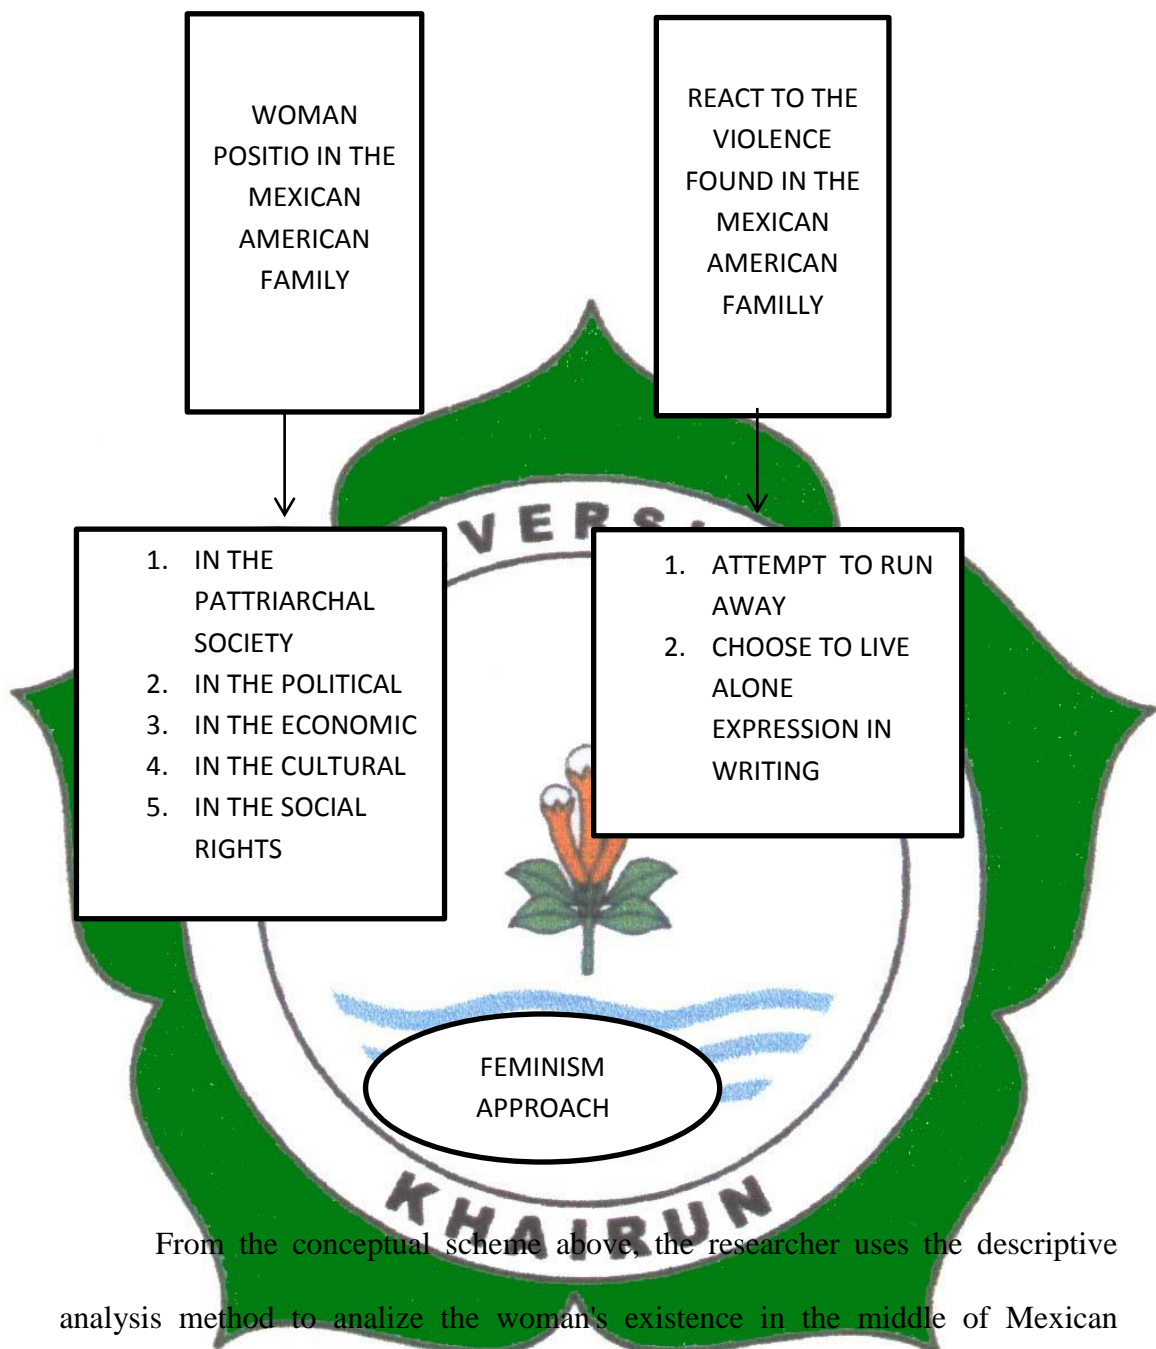 WOMAN
POSITIO IN THE
MEXICAN
AMERICAN
FAMILY
REACT TO THE
VIOLENCE
FOUND IN THE
MEXICAN
AMERICAN
FAMILLY
VERSI
1. IN THE
PATTRIARCHAL
SOCIETY
2. IN THE POLITICAL
3. IN THE ECONOMIC
4. IN THE CULTURAL
5. IN THE SOCIAL
RIGHTS
1. ATTEMPT TO RUN
AWAY
2. CHOOSE TO LIVE
ALONE
EXPRESSION IN
WRITING
FEMINISM
APPROACH
KHAIRUN
From the conceptual scheme above, the researcher uses the descriptive
analysis method to analize the woman's existence in the middle of Mexican